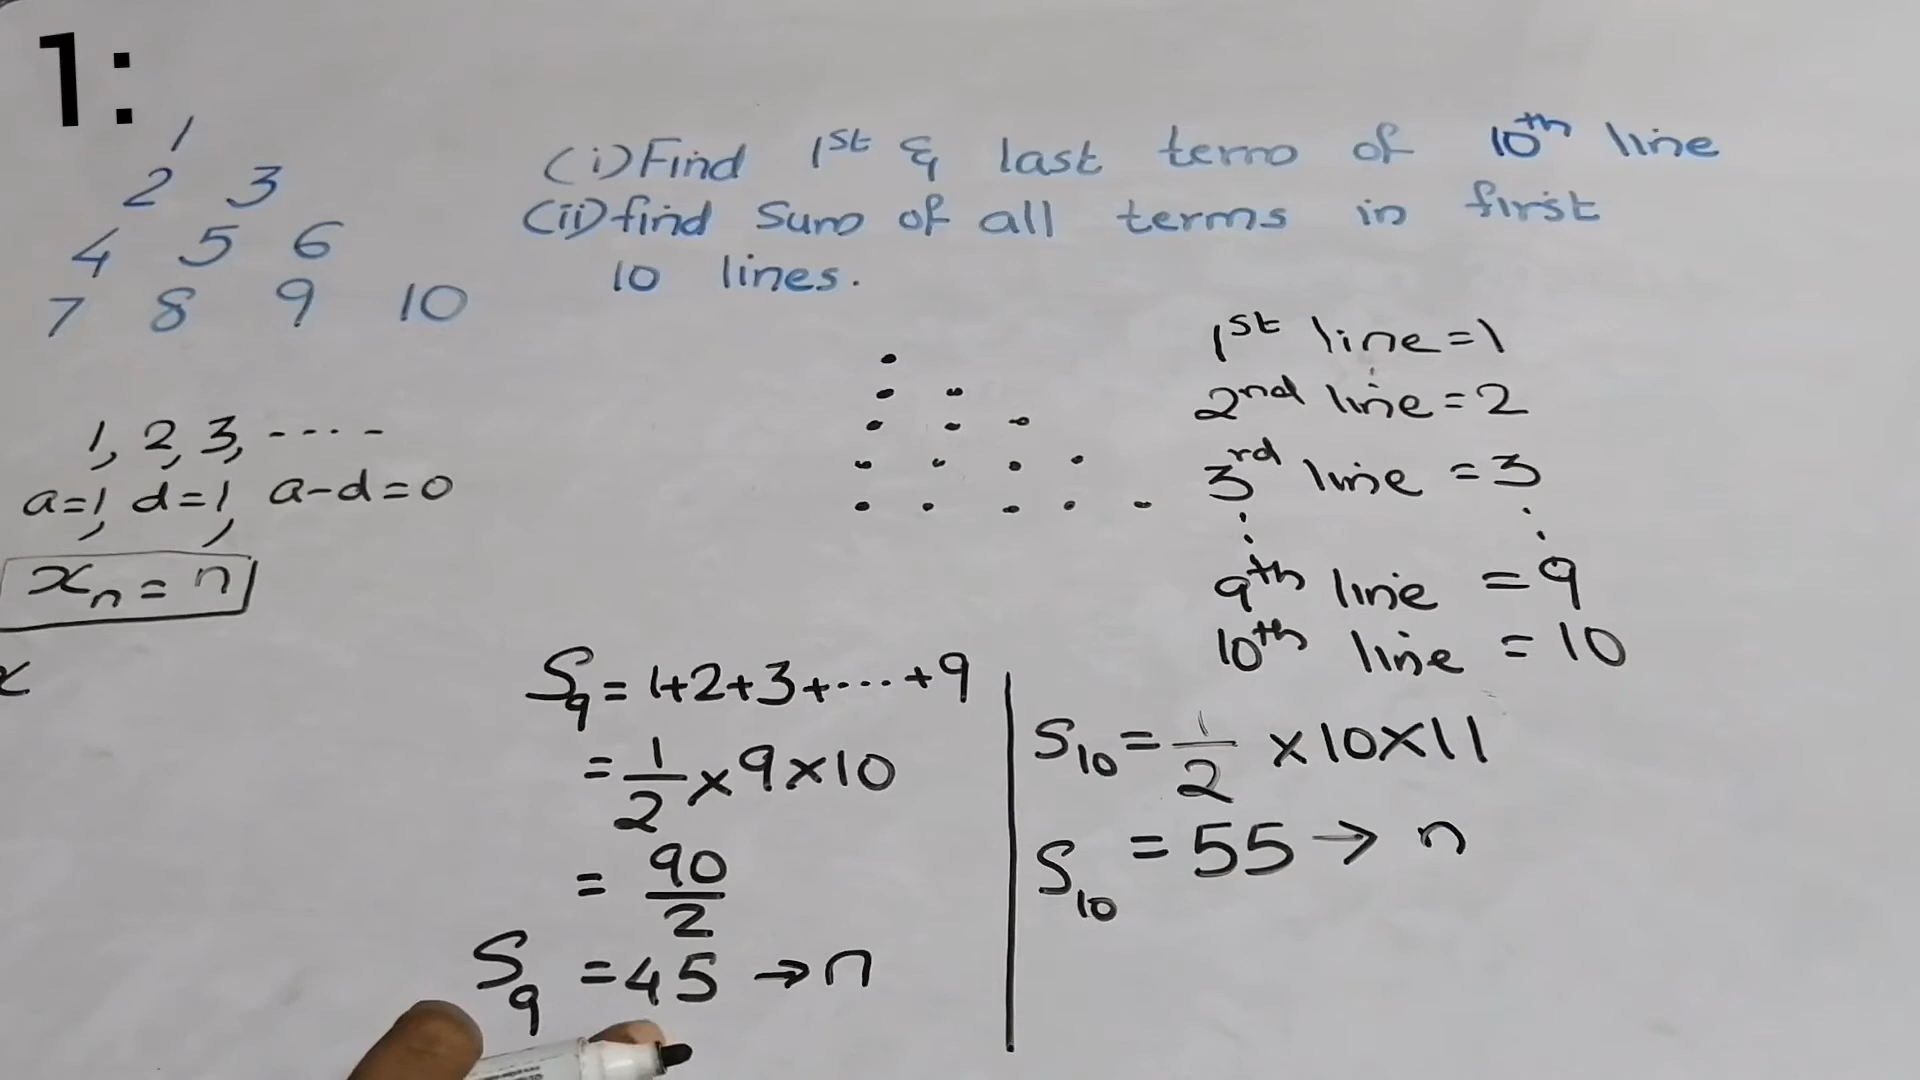 1:
1
2 3
4 5 6
7 8 9 10
(i) Find 1st & last term of 10th line
(ii) find Sum of all terms in first
10 lines.
1, 2, 3, ----
a=1, d=1, a-d=0
xn = n
x
1st line = 1
2nd line = 2
3rd line = 3
:
:
9th line = 9
10th line = 10
S9 = 1+2+3+...+9
= 1/2 × 9×10
= 90/2
S9 = 45 → n
S10 = 1/2 ×10×11
S10 = 55 → n